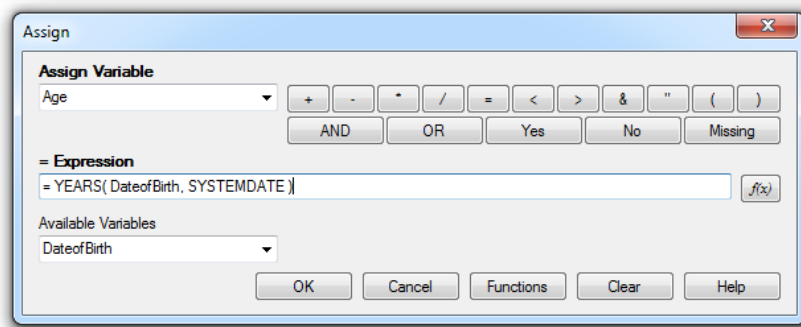 Assign
Assign Variable
Age
+ - * / = < > & " ( )
AND OR Yes No Missing
= Expression
= YEARS( DateofBirth, SYSTEMDATE )
f(x)
Available Variables
DateofBirth
OK Cancel Functions Clear Help